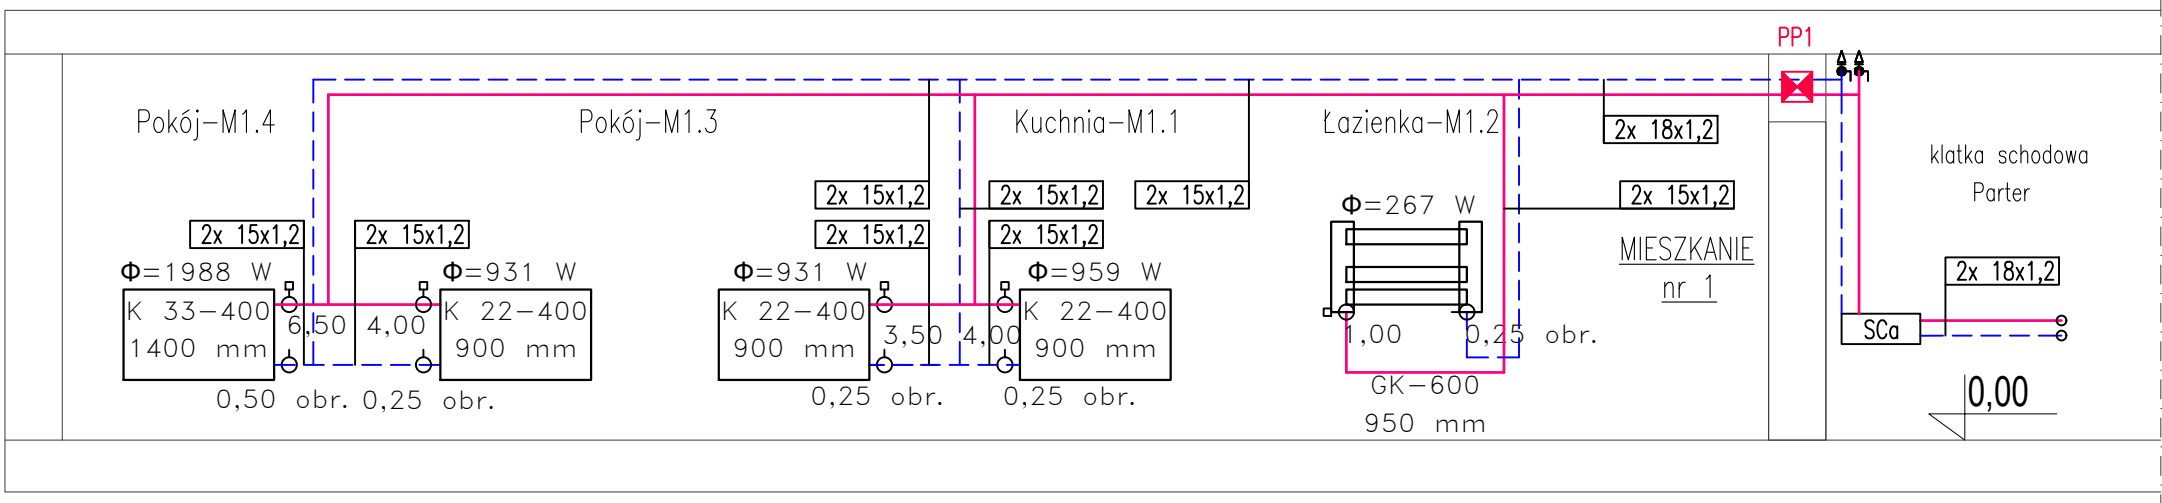 PP1
Pokój-M1.4
Pokój-M1.3
Kuchnia-M1.1
Łazienka-M1.2
2x 18x1,2
klatka schodowa
Parter
2x 15x1,2
2x 15x1,2
2x 15x1,2
2x 15x1,2
Φ=267 W
2x 15x1,2
2x 15x1,2
2x 15x1,2
2x 15x1,2
MIESZKANIE
nr 1
Φ=1988 W
Φ=931 W
Φ=931 W
Φ=959 W
2x 18x1,2
K 33-400
1400 mm
6,50
4,00
K 22-400
900 mm
K 22-400
900 mm
3,50
4,00
K 22-400
900 mm
1,00
0,25 obr.
SCa
0,50 obr.
0,25 obr.
0,25 obr.
0,25 obr.
GK-600
950 mm
0,00